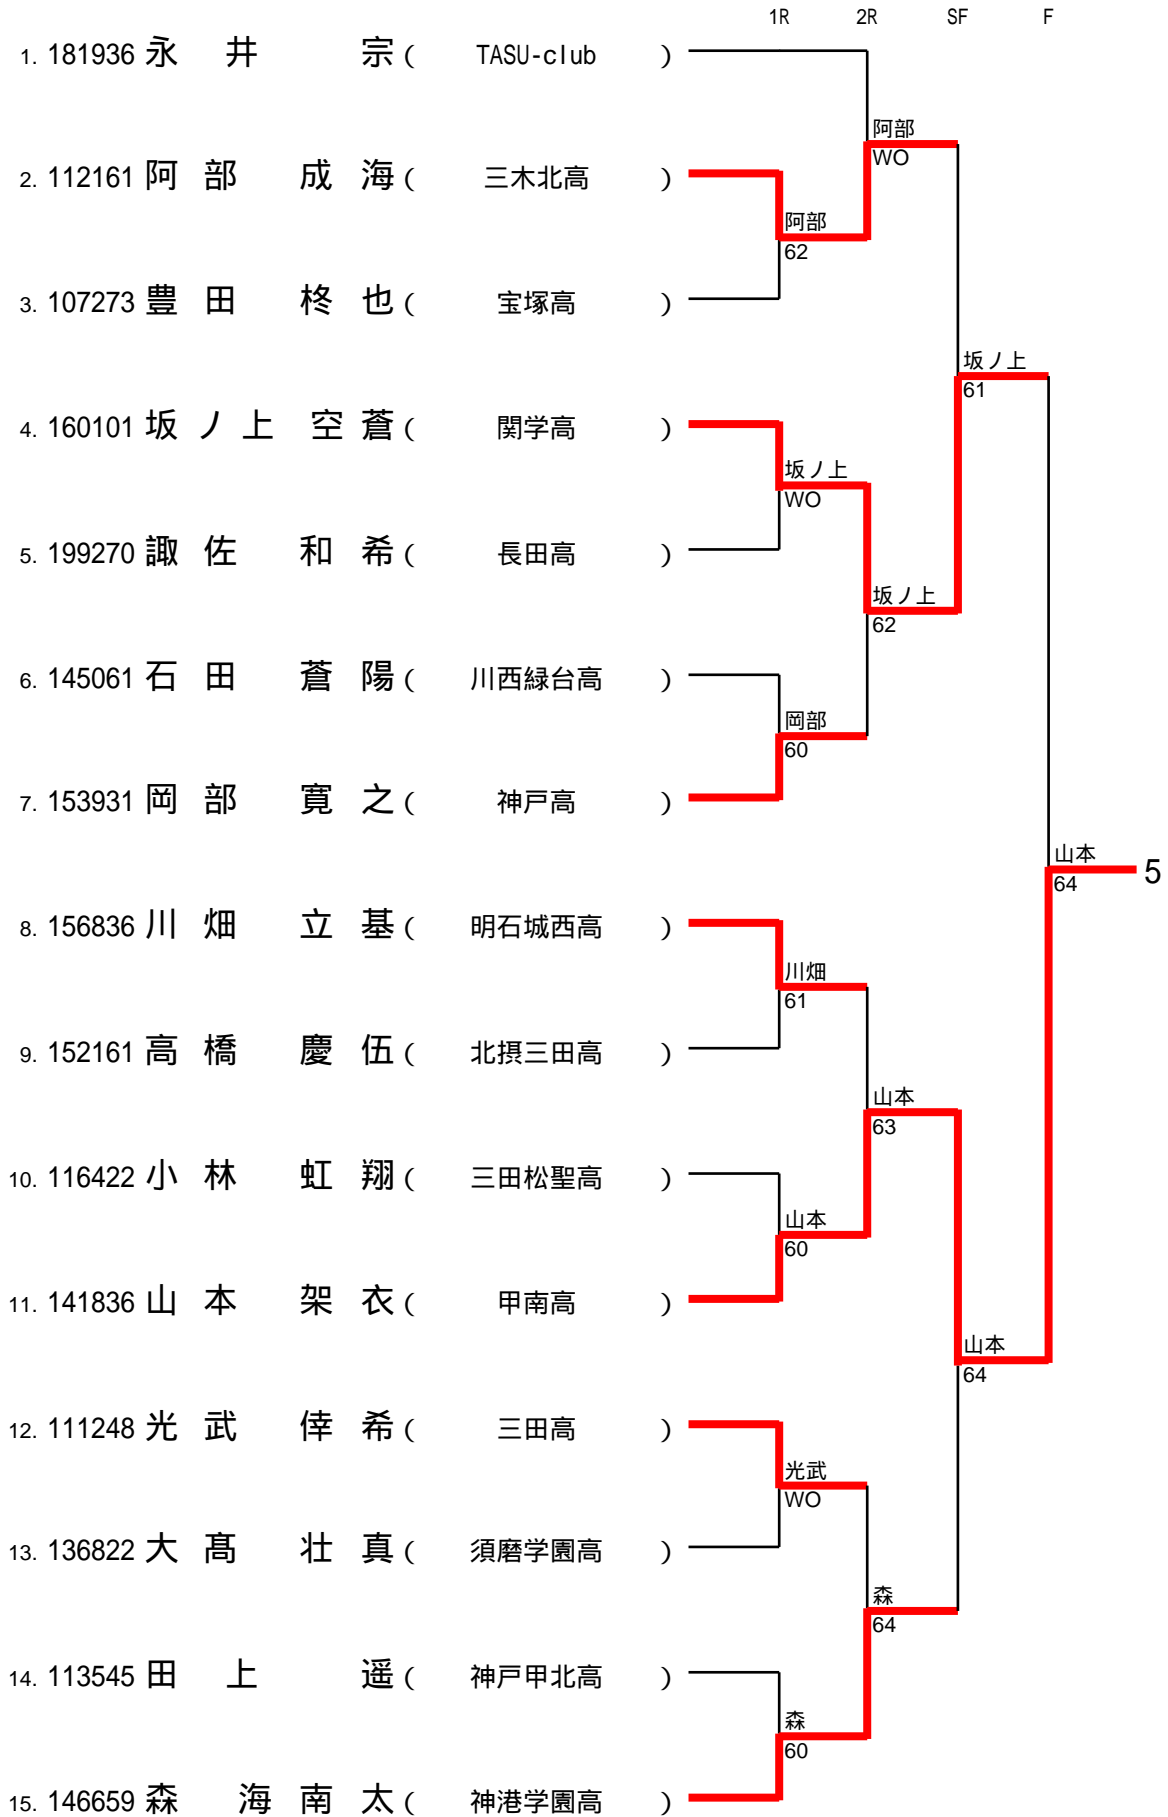 1R 2R SF F
1. 181936 永 井 宗 ( TASU-club )
阿部
WO
2. 112161 阿 部 成 海 ( 三木北高 )
阿部
62
3. 107273 豊 田 柊 也 ( 宝塚高 )
坂ノ上
61
4. 160101 坂 ノ 上 空 蒼 ( 関学高 )
坂ノ上
WO
5. 199270 諏 佐 和 希 ( 長田高 )
坂ノ上
62
6. 145061 石 田 蒼 陽 ( 川西緑台高 )
岡部
60
7. 153931 岡 部 寛 之 ( 神戸高 )
山本
64 5
8. 156836 川 畑 立 基 ( 明石城西高 )
川畑
61
9. 152161 高 橋 慶 伍 ( 北摂三田高 )
山本
63
10. 116422 小 林 虹 翔 ( 三田松聖高 )
山本
60
11. 141836 山 本 架 衣 ( 甲南高 )
山本
64
12. 111248 光 武 倖 希 ( 三田高 )
光武
WO
13. 136822 大 髙 壮 真 ( 須磨学園高 )
森
64
14. 113545 田 上 遥 ( 神戸甲北高 )
森
60
15. 146659 森 海 南 太 ( 神港学園高 )